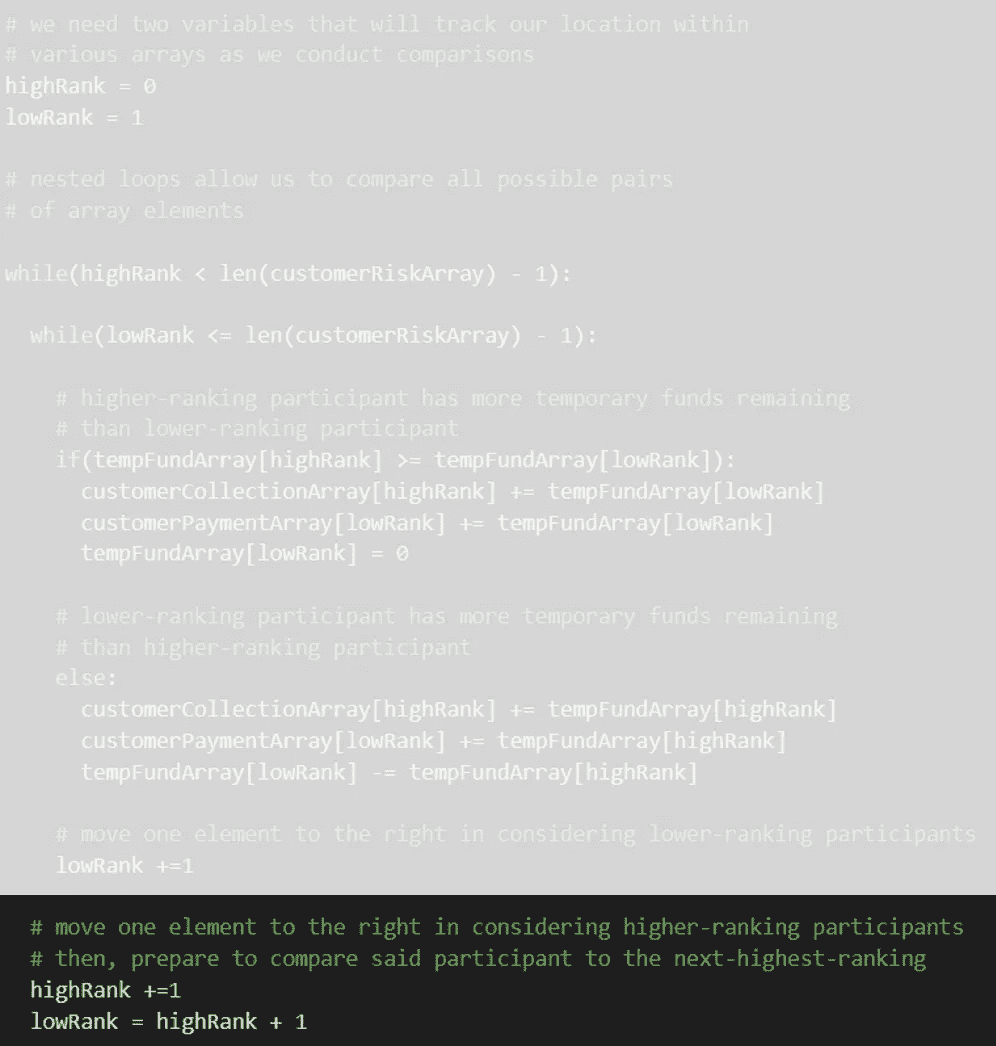 # we need two variables that will track our location within
# various arrays as we conduct comparisons
highRank = 0
lowRank = 1
# nested loops allow us to compare all possible pairs
# of array elements
while(highRank < len(customerRiskArray) - 1):
while(lowRank <= len(customerRiskArray) - 1):
# higher-ranking participant has more temporary funds remaining
# than lower-ranking participant
if(tempFundArray[highRank] >= tempFundArray[lowRank]):
customerCollectionArray[highRank] += tempFundArray[lowRank]
customerPaymentArray[lowRank] += tempFundArray[lowRank]
tempFundArray[lowRank] = 0
# lower-ranking participant has more temporary funds remaining
# than higher-ranking participant
else:
customerCollectionArray[highRank] += tempFundArray[highRank]
customerPaymentArray[lowRank] += tempFundArray[highRank]
tempFundArray[lowRank] -= tempFundArray[highRank]
# move one element to the right in considering lower-ranking participants
lowRank +=1
# move one element to the right in considering higher-ranking participants
# then, prepare to compare said participant to the next-highest-ranking
highRank +=1
lowRank = highRank + 1